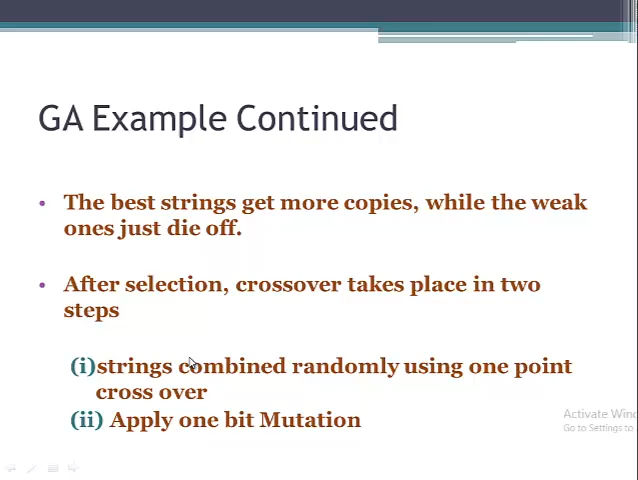 GA Example Continued
• The best strings get more copies, while the weak
ones just die off.
• After selection, crossover takes place in two
steps
(i)strings combined randomly using one point
cross over
(ii) Apply one bit Mutation
Activate Win
Go to Settings to